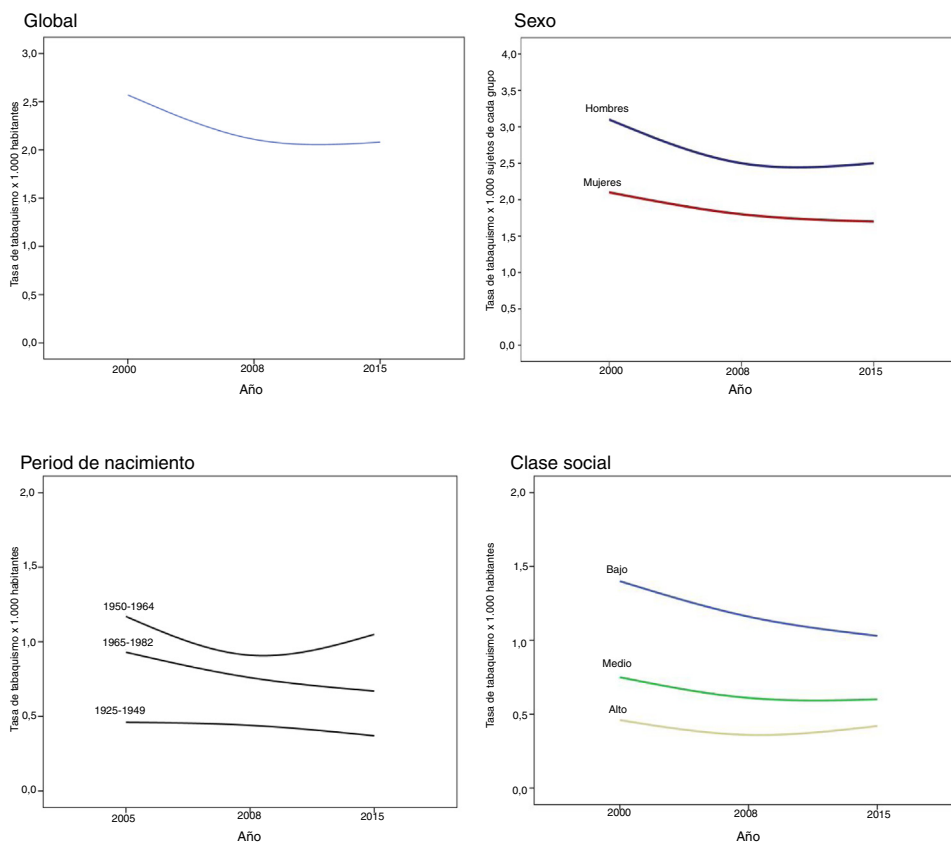 Global
Tasa de tabaquismo x 1.000 habitantes
3,0
2,5
2,0
1,5
1,0
0,5
0,0
2000
2008
2015
Año
Sexo
Tasa de tabaquismo x 1.000 sujetos de cada grupo
4,0
3,5
3,0
2,5
2,0
1,5
1,0
0,5
0,0
Hombres
Mujeres
2000
2008
2015
Año
Period de nacimiento
Tasa de tabaquismo x 1.000 habitantes
2,0
1,5
1,0
0,5
0,0
1950-1964
1965-1982
1925-1949
2005
2008
2015
Año
Clase social
Tasa de tabaquismo x 1.000 habitantes
2,0
1,5
1,0
0,5
0,0
Bajo
Medio
Alto
2000
2008
2015
Año